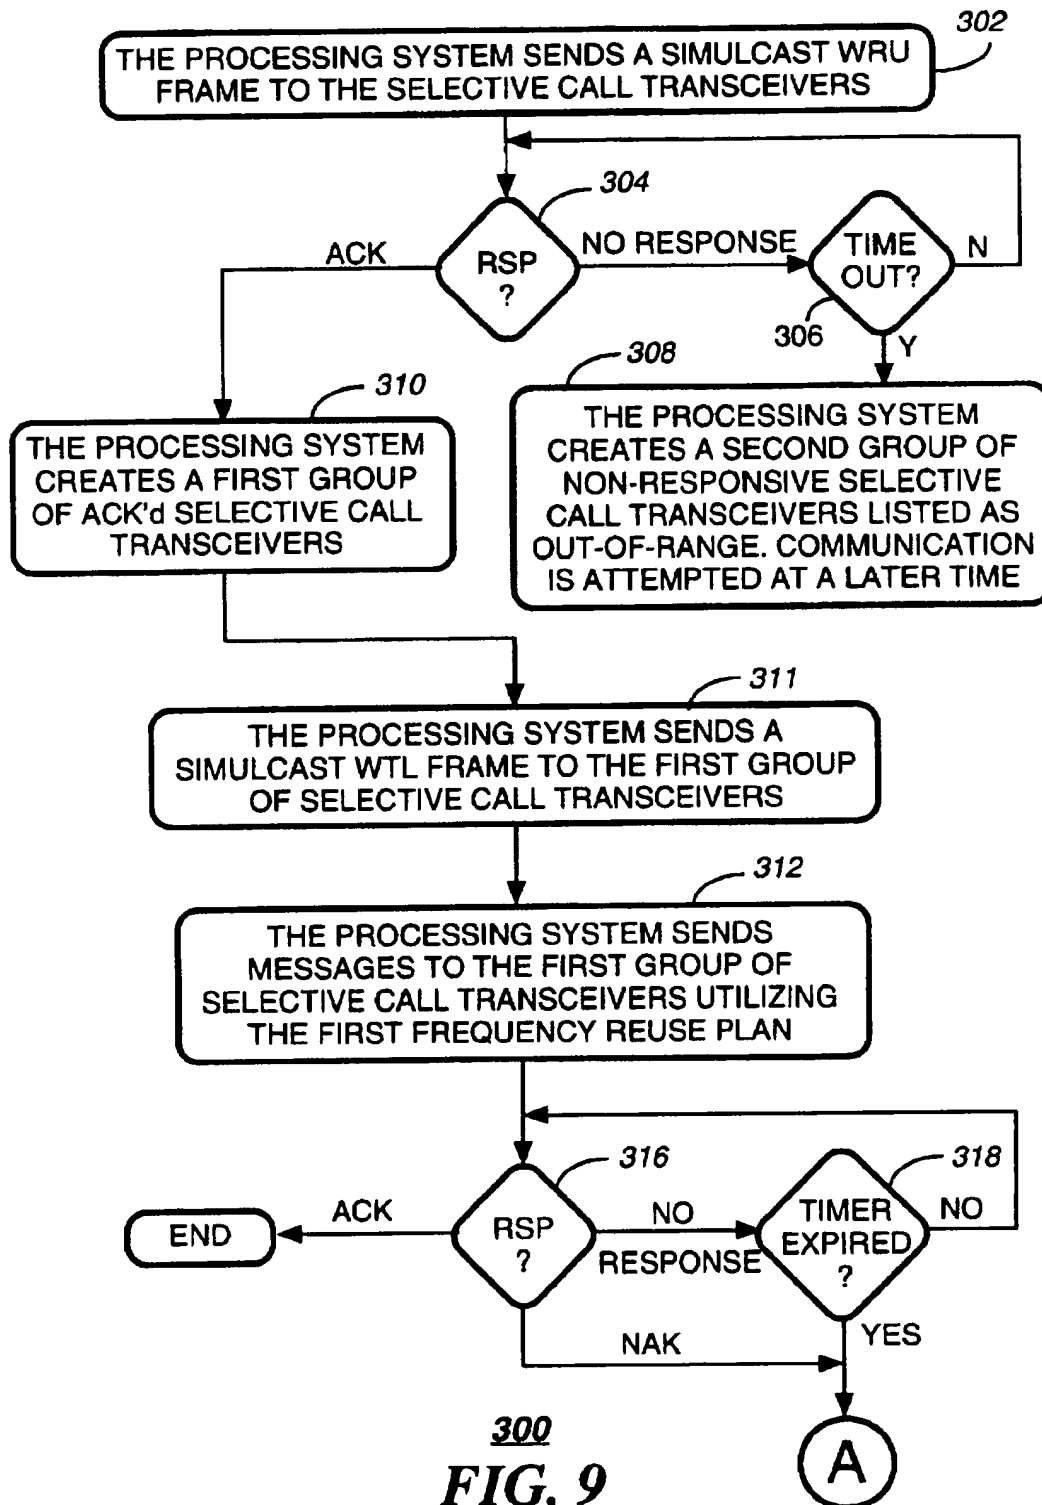 302
THE PROCESSING SYSTEM SENDS A SIMULCAST WRU
FRAME TO THE SELECTIVE CALL TRANSCEIVERS
304
ACK
RSP
?
NO RESPONSE
TIME
OUT?
N
306
Y
308
310
THE PROCESSING SYSTEM
CREATES A FIRST GROUP
OF ACK'd SELECTIVE CALL
TRANSCEIVERS
THE PROCESSING SYSTEM
CREATES A SECOND GROUP OF
NON-RESPONSIVE SELECTIVE
CALL TRANSCEIVERS LISTED AS
OUT-OF-RANGE. COMMUNICATION
IS ATTEMPTED AT A LATER TIME
311
THE PROCESSING SYSTEM SENDS A
SIMULCAST WTL FRAME TO THE FIRST GROUP
OF SELECTIVE CALL TRANSCEIVERS
312
THE PROCESSING SYSTEM SENDS
MESSAGES TO THE FIRST GROUP OF
SELECTIVE CALL TRANSCEIVERS UTILIZING
THE FIRST FREQUENCY REUSE PLAN
316
318
END
ACK
RSP
?
NO
RESPONSE
TIMER
EXPIRED
?
NO
NAK
YES
A
300
FIG. 9